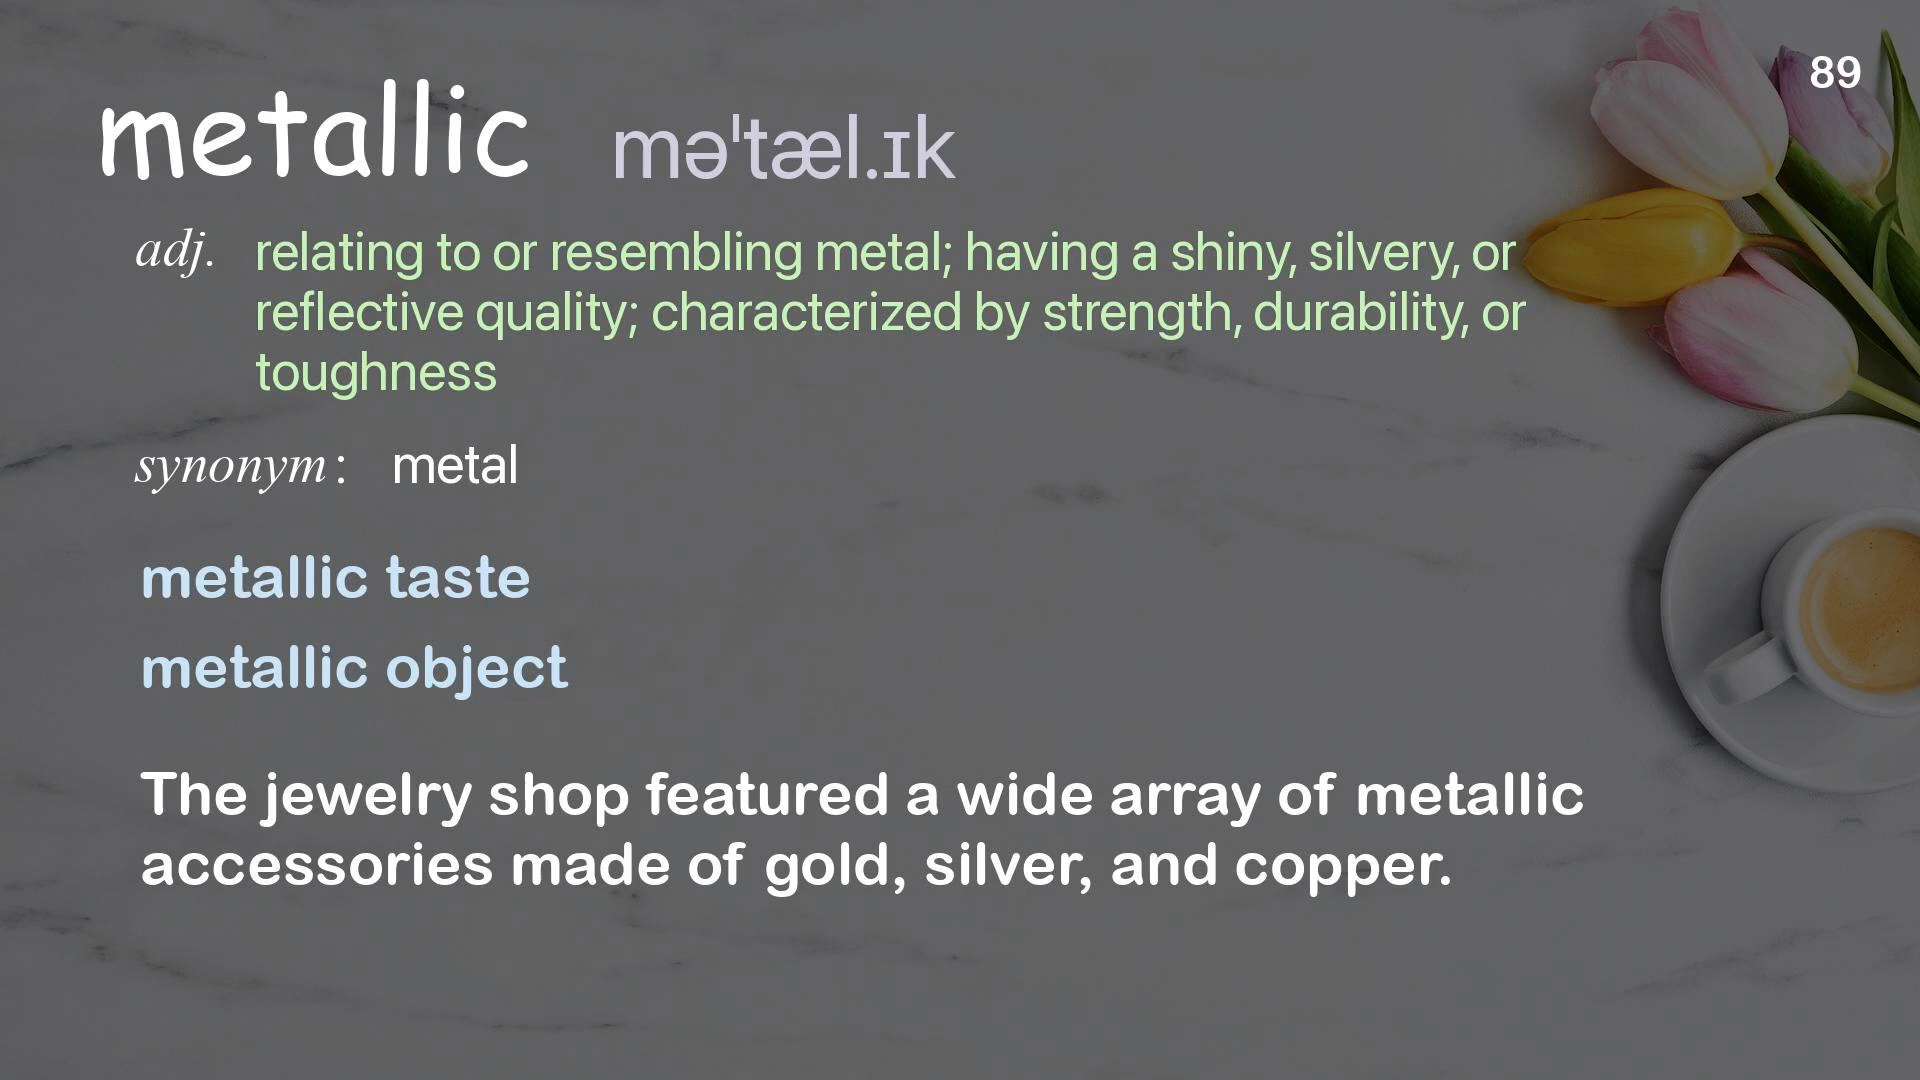 89
metallic məˈtæl.ɪk
adj. relating to or resembling metal; having a shiny, silvery, or
reflective quality; characterized by strength, durability, or
toughness
synonym : metal
metallic taste
metallic object
The jewelry shop featured a wide array of metallic
accessories made of gold, silver, and copper.